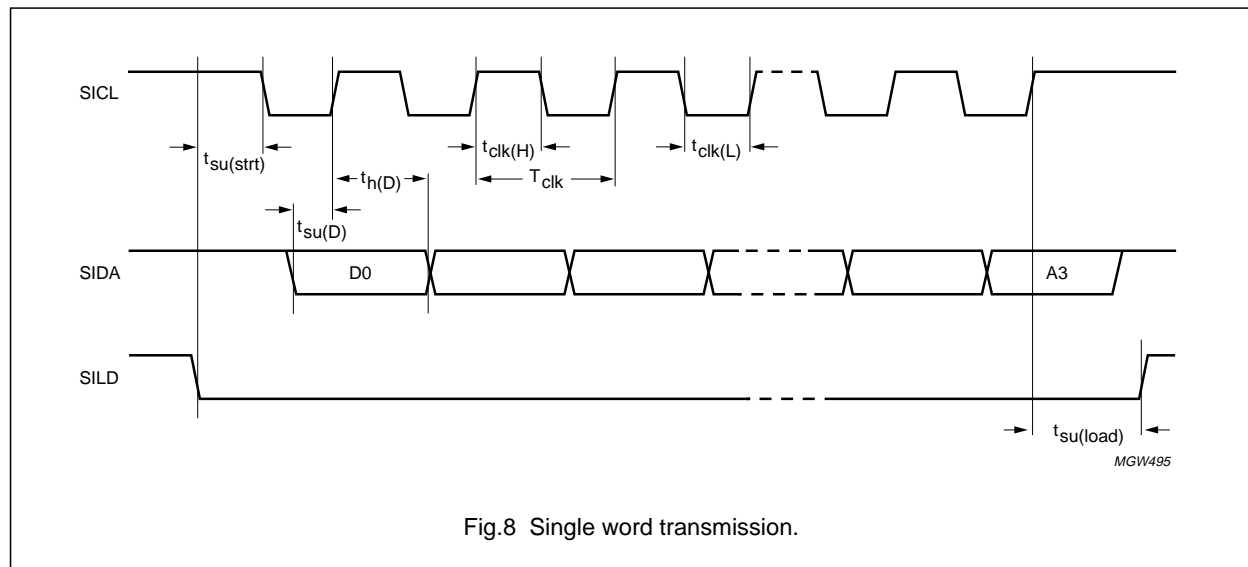 SICL
tsu(strt)
tclk(H)
tclk(L)
th(D)
Tclk
tsu(D)
SIDA
D0
A3
SILD
tsu(load)
MGW495
Fig.8 Single word transmission.